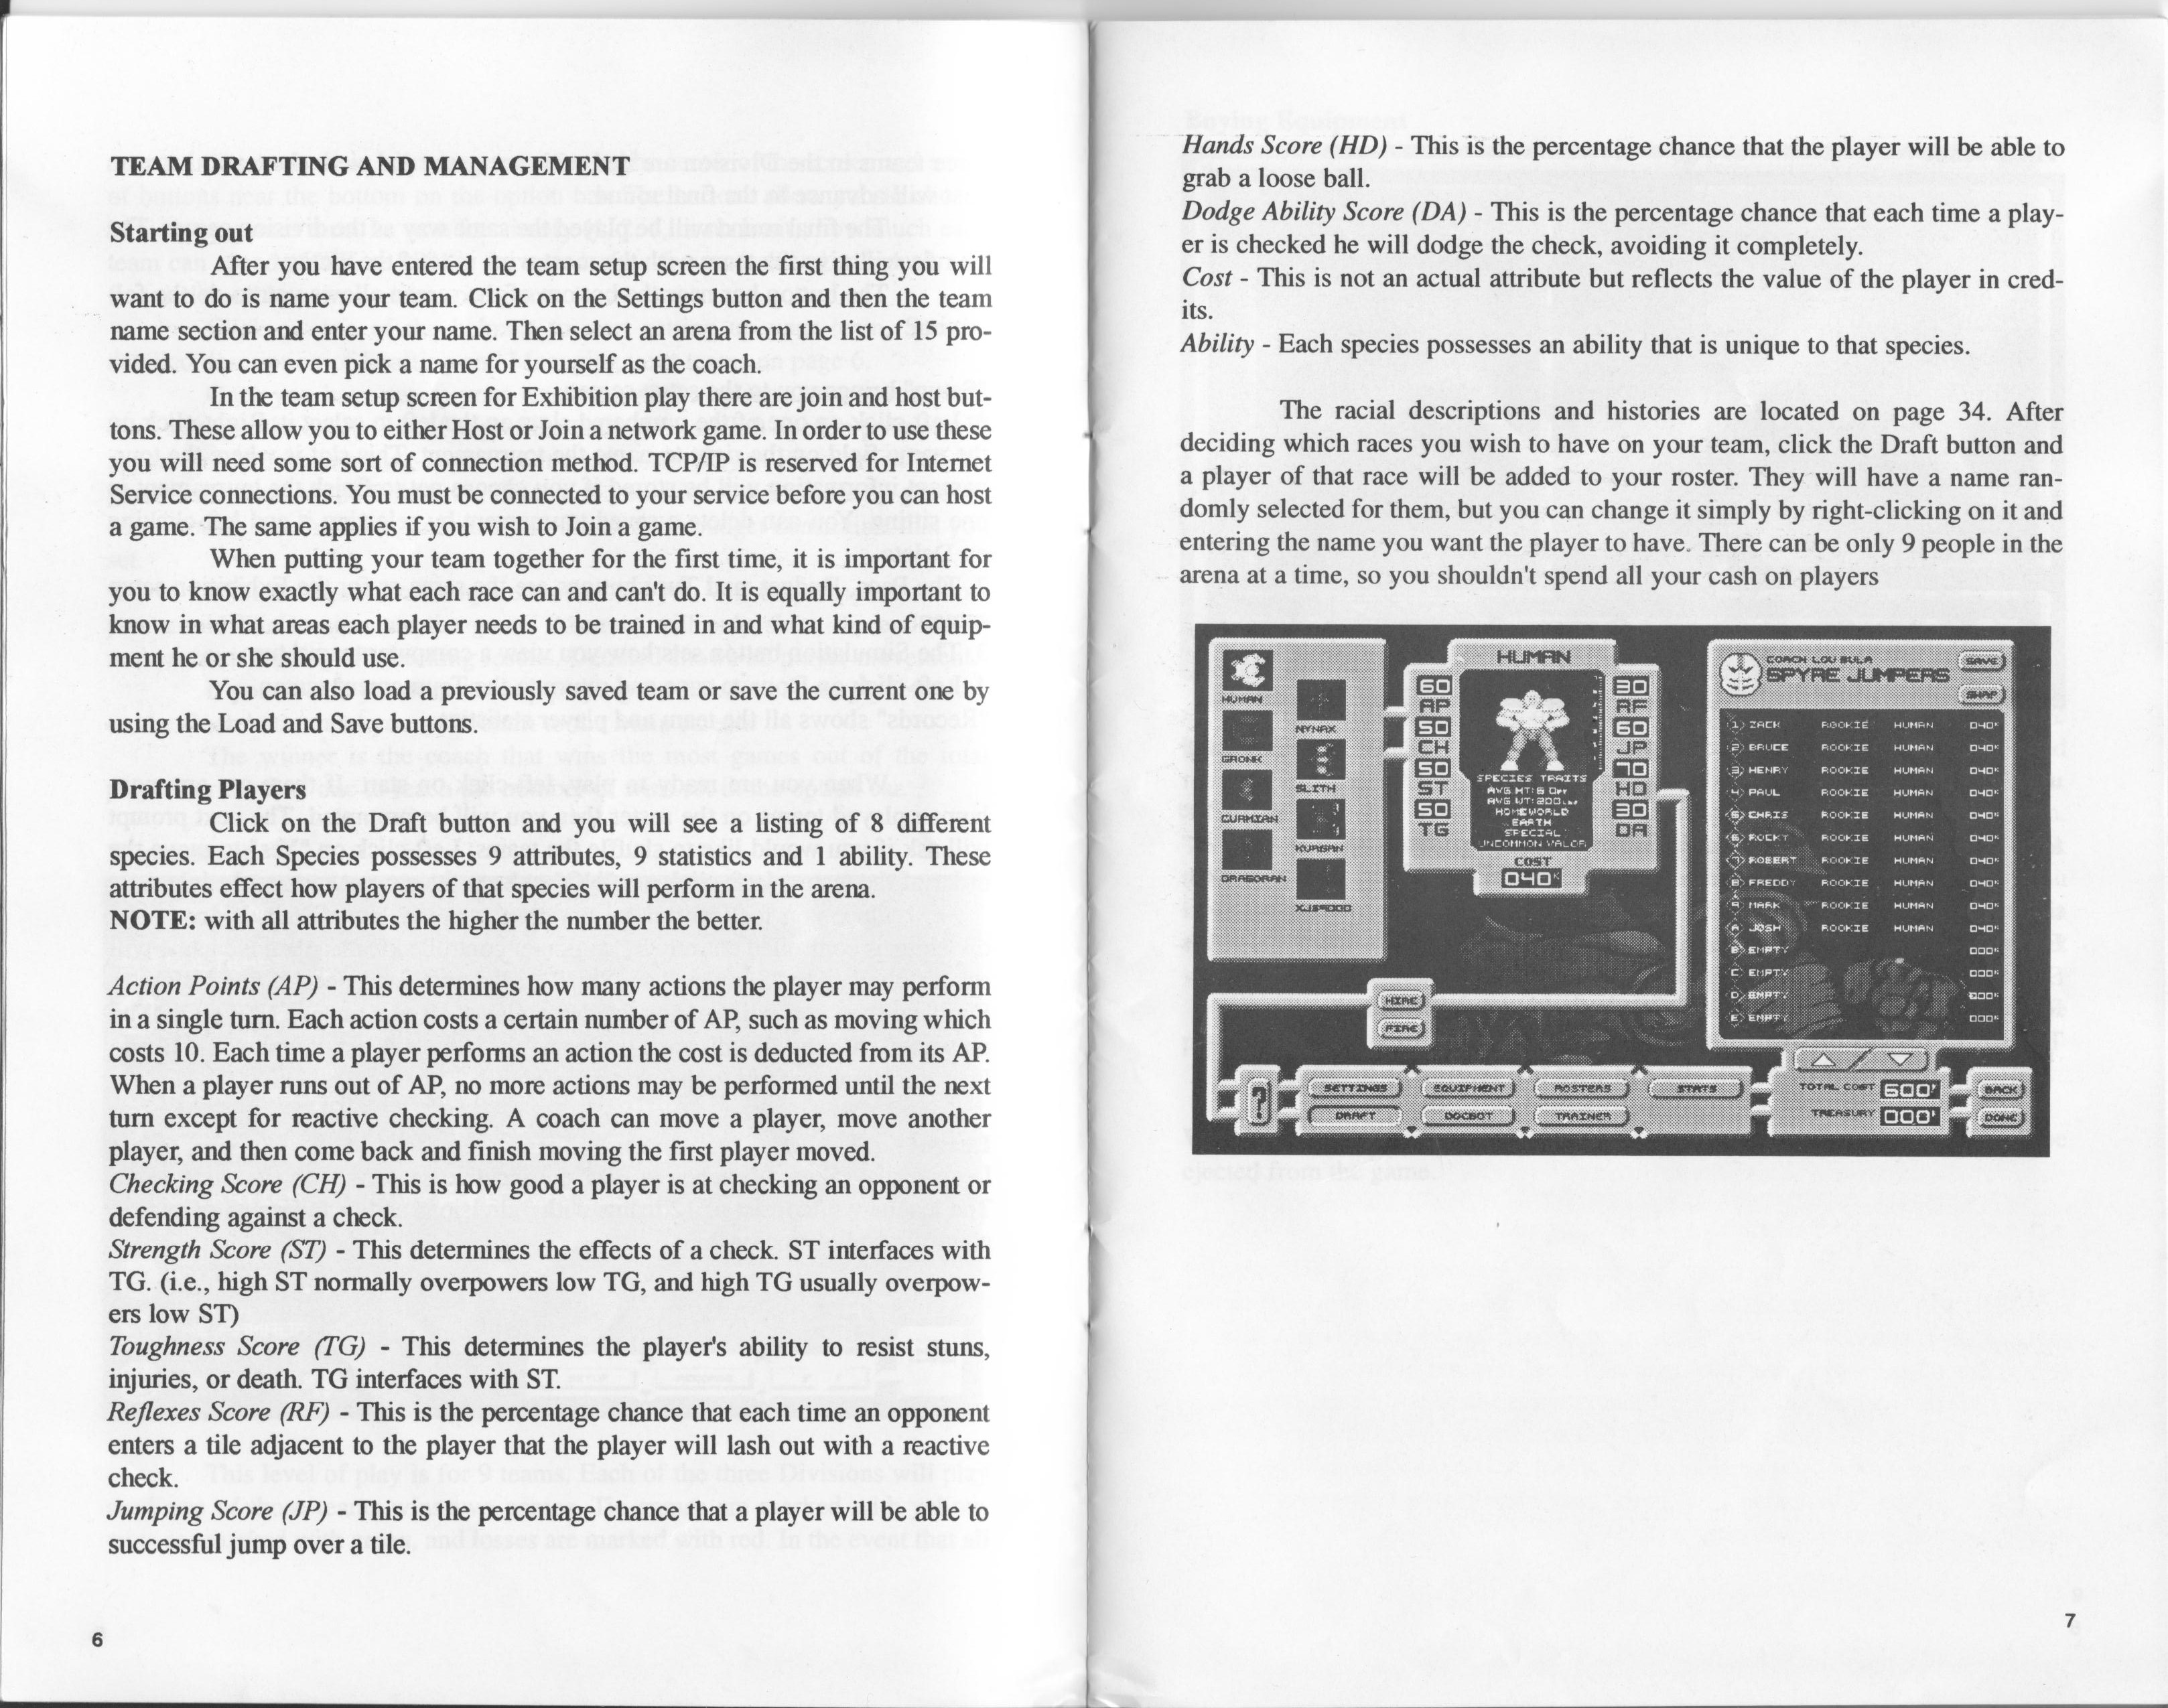 TEAM DRAFTING AND MANAGEMENT
Starting out
After you have entered the team setup screen the first thing you will
want to do is name your team. Click on the Settings button and then the team
name section and enter your name. Then select an arena from the list of 15 pro-
vided. You can even pick a name for yourself as the coach.
In the team setup screen for Exhibition play there are join and host but-
tons. These allow you to either Host or Join a network game. In order to use these
you will need some sort of connection method. TCP/IP is reserved for Internet
Service connections. You must be connected to your service before you can host
a game. The same applies if you wish to Join a game.
When putting your team together for the first time, it is important for
you to know exactly what each race can and can't do. It is equally important to
know in what areas each player needs to be trained in and what kind of equip-
ment he or she should use.
You can also load a previously saved team or save the current one by
using the Load and Save buttons.
Drafting Players
Click on the Draft button and you will see a listing of 8 different
species. Each Species possesses 9 attributes, 9 statistics and 1 ability. These
attributes effect how players of that species will perform in the arena.
NOTE: with all attributes the higher the number the better.
Action Points (AP) - This determines how many actions the player may perform
in a single turn. Each action costs a certain number of AP, such as moving which
costs 10. Each time a player performs an action the cost is deducted from its AP.
When a player runs out of AP, no more actions may be performed until the next
turn except for reactive checking. A coach can move a player, move another
player, and then come back and finish moving the first player moved.
Checking Score (CH) - This is how good a player is at checking an opponent or
defending against a check.
Strength Score (ST) - This determines the effects of a check. ST interfaces with
TG. (i.e., high ST normally overpowers low TG, and high TG usually overpow-
ers low ST)
Toughness Score (TG) - This determines the player's ability to resist stuns,
injuries, or death. TG interfaces with ST.
Reflexes Score (RF) - This is the percentage chance that each time an opponent
enters a tile adjacent to the player that the player will lash out with a reactive
check.
Jumping Score (JP) - This is the percentage chance that a player will be able to
successful jump over a tile.
6
Hands Score (HD) - This is the percentage chance that the player will be able to
grab a loose ball.
Dodge Ability Score (DA) - This is the percentage chance that each time a play-
er is checked he will dodge the check, avoiding it completely.
Cost - This is not an actual attribute but reflects the value of the player in cred-
its.
Ability - Each species possesses an ability that is unique to that species.
The racial descriptions and histories are located on page 34. After
deciding which races you wish to have on your team, click the Draft button and
a player of that race will be added to your roster. They will have a name ran-
domly selected for them, but you can change it simply by right-clicking on it and
entering the name you want the player to have. There can be only 9 people in the
arena at a time, so you shouldn't spend all your cash on players
HUMAN
GRONK
CURMIAN
DRAGORAN
NYNAX
SLITH
KURGAN
XJS9000
HUMAN
60
AP
50
CH
50
ST
50
TG
SPECIES TRAITS
AVG HT: 6 0
AVG WT: 200
HOMEWORLD
EARTH
SPECIAL
UNCOMMON VALOR
COST
040K
30
RF
60
JP
70
HD
30
DA
COACH LOU BULA
SPYRE JUMPERS
SAVE
SWAP
1 ZACK ROOKIE HUMAN 040K
2 BRUCE ROOKIE HUMAN 040K
3 HENRY ROOKIE HUMAN 040K
4 PAUL ROOKIE HUMAN 040K
5 CHRIS ROOKIE HUMAN 040K
6 ROCKY ROOKIE HUMAN 040K
7 ROBERT ROOKIE HUMAN 040K
8 FREDDY ROOKIE HUMAN 040K
9 MARK ROOKIE HUMAN 040K
A JOSH ROOKIE HUMAN 040K
B EMPTY 000K
C EMPTY 000K
D EMPTY 000K
E EMPTY 000K
HIRE
FIRE
?
SETTINGS EQUIPMENT ROSTERS STATS
DRAFT DOCBOT TRAINER
TOTAL COST 600K
TREASURY 000K
BACK
DONE
7